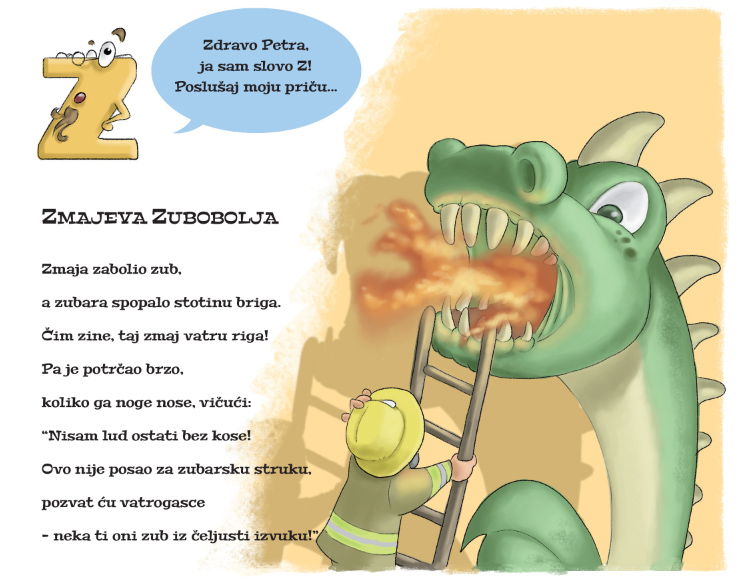 Zdravo Petra,
ja sam slovo Z!
Poslušaj moju priču...
Zmajeva Zubobolja
Zmaja zabolio zub,
a zubara spopalo stotinu briga.
Čim zine, taj zmaj vatru riga!
Pa je potrčao brzo,
koliko ga noge nose, vičući:
“Nisam lud ostati bez kose!
Ovo nije posao za zubarsku struku,
pozvat ću vatrogasce
- neka ti oni zub iz čeljusti izvuku!”